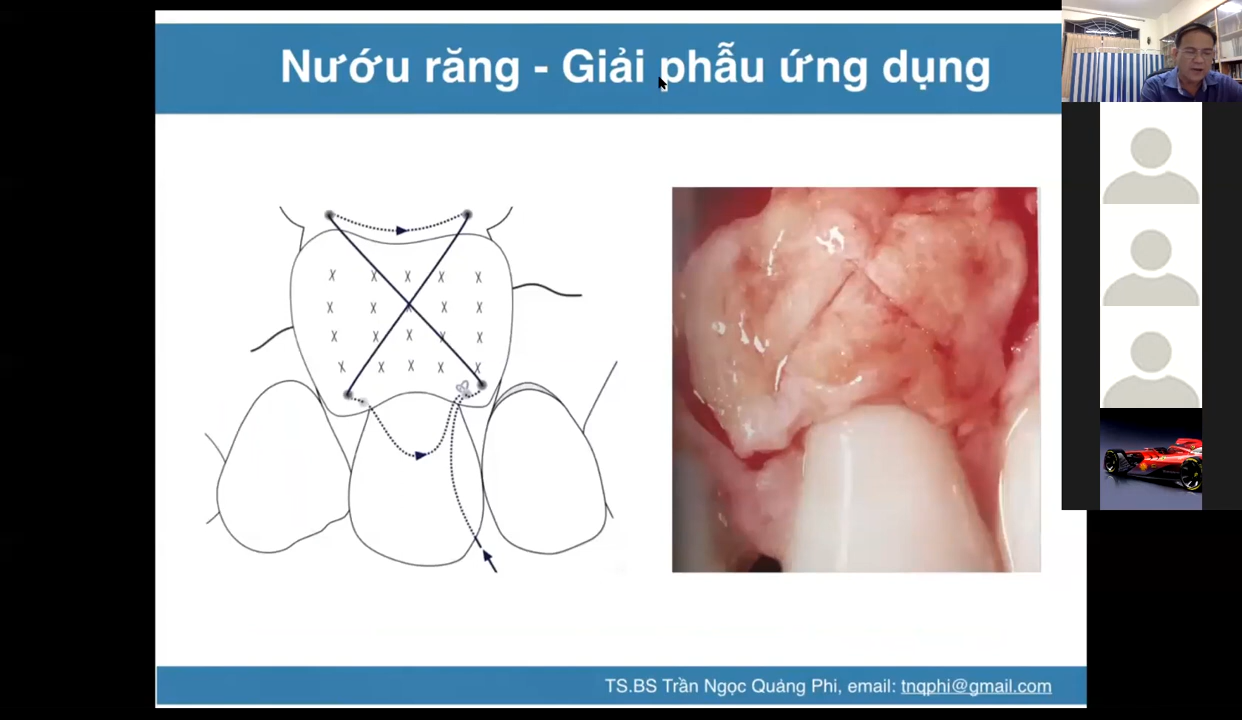 Nướu răng - Giải phẫu ứng dụng
TS.BS Trần Ngọc Quảng Phi, email: tnqphi@gmail.com